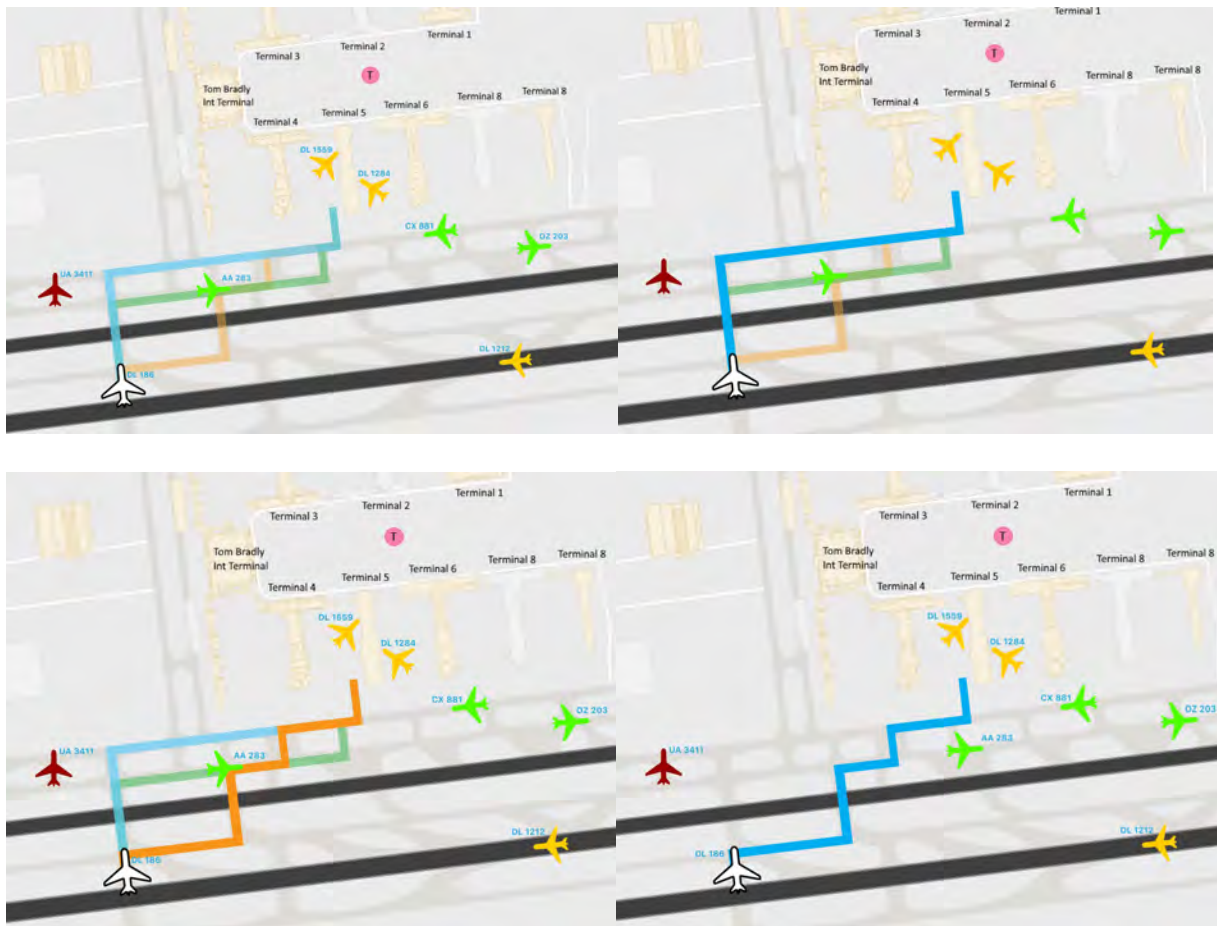 Terminal 1
Terminal 2
Terminal 3
T
Tom Bradly
Int Terminal
Terminal 8
Terminal 8
Terminal 6
Terminal 5
Terminal 4
DL 1559
DL 1284
CX 881
OZ 203
UA 3411
AA 283
DL 1212
DL 186
Terminal 1
Terminal 2
Terminal 3
T
Tom Bradly
Int Terminal
Terminal 8
Terminal 8
Terminal 6
Terminal 5
Terminal 4
Terminal 1
Terminal 2
Terminal 3
T
Tom Bradly
Int Terminal
Terminal 8
Terminal 8
Terminal 6
Terminal 5
Terminal 4
DL 1559
DL 1284
CX 881
OZ 203
UA 3411
AA 283
DL 1212
DL 186
Terminal 1
Terminal 2
Terminal 3
T
Tom Bradly
Int Terminal
Terminal 8
Terminal 8
Terminal 6
Terminal 5
Terminal 4
DL 1559
DL 1284
CX 881
OZ 203
AA 283
UA 3411
DL 1212
DL 186